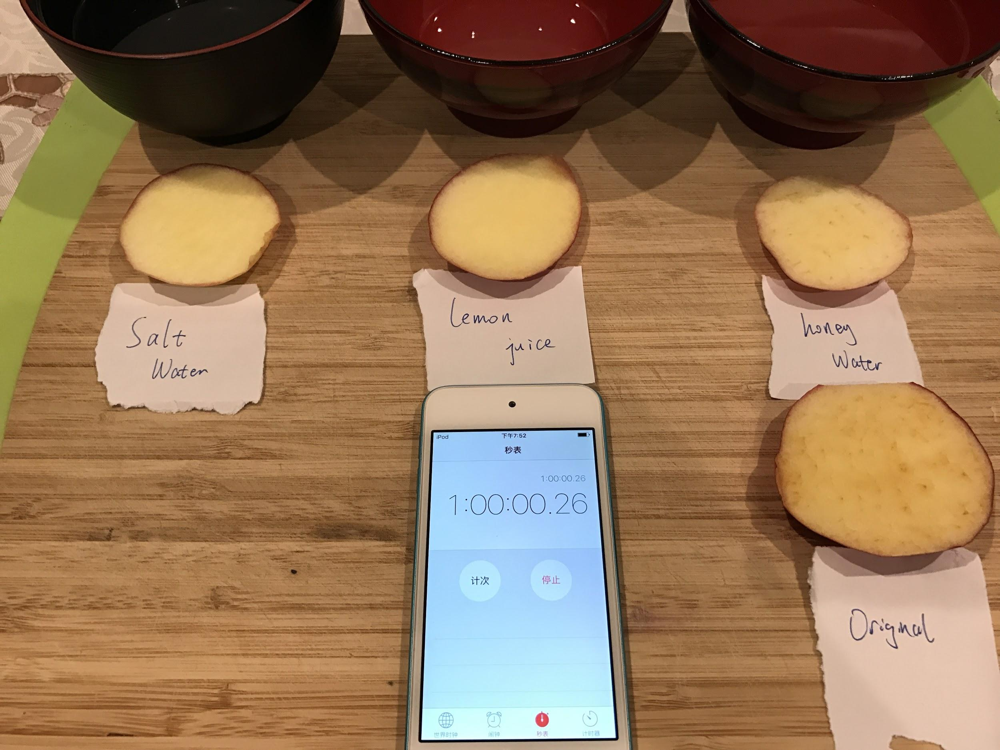 Salt
Water
Lemon
juice
honey
Water
Original
iPod
下午7:52
秒表
1:00:00.26
1:00:00.26
计次
停止
世界时钟
闹钟
秒表
计时器